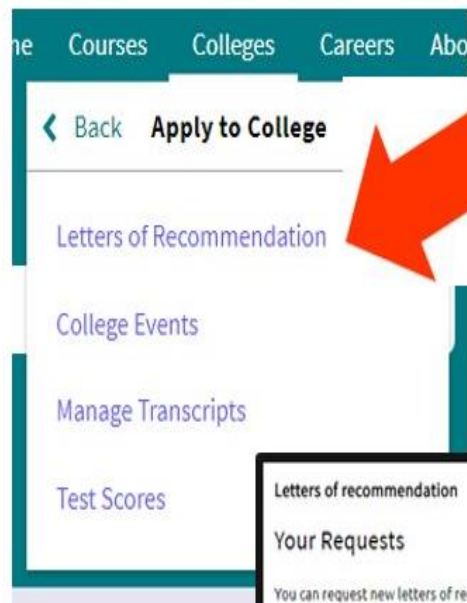 Courses Colleges Careers
Back Apply to College
Letters of Recommendation
College Events
Manage Transcripts
Test Scores
Letters of recommendation
Your Requests
You can request new letters of